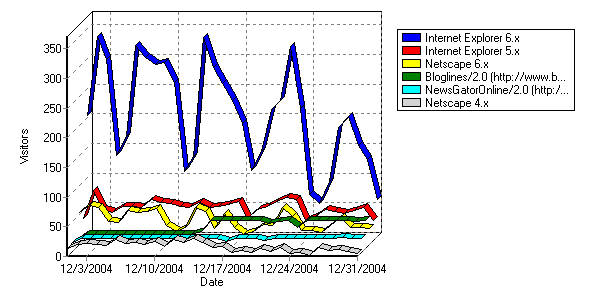 350
300
250
200
150
100
50
0
Visitors
12/3/2004 12/10/2004 12/17/2004 12/24/2004 12/31/2004
Date
Internet Explorer 6.x
Internet Explorer 5.x
Netscape 6.x
Bloglines/2.0 (http://www.b...
NewsGatorOnline/2.0 (http:/...
Netscape 4.x